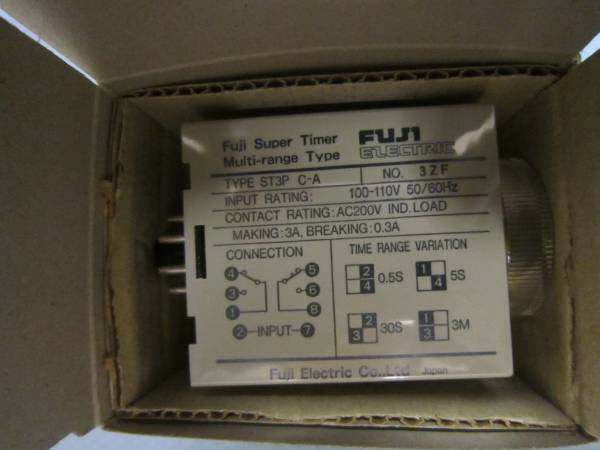 Fuji Super Timer
Multi-range Type
FUJI
ELECTRIC
TYPE ST3P C-A NO. 3ZF
INPUT RATING: 100-110V 50/60Hz
CONTACT RATING: AC200V IND. LOAD
MAKING: 3A, BREAKING: 0.3A
CONNECTION
4 5
3 6
1 8
2 -INPUT- 7
TIME RANGE VARIATION
2 4 0.5S
1 4 5S
2 3 30S
1 3 3M
Fuji Electric Co.,Ltd Japan